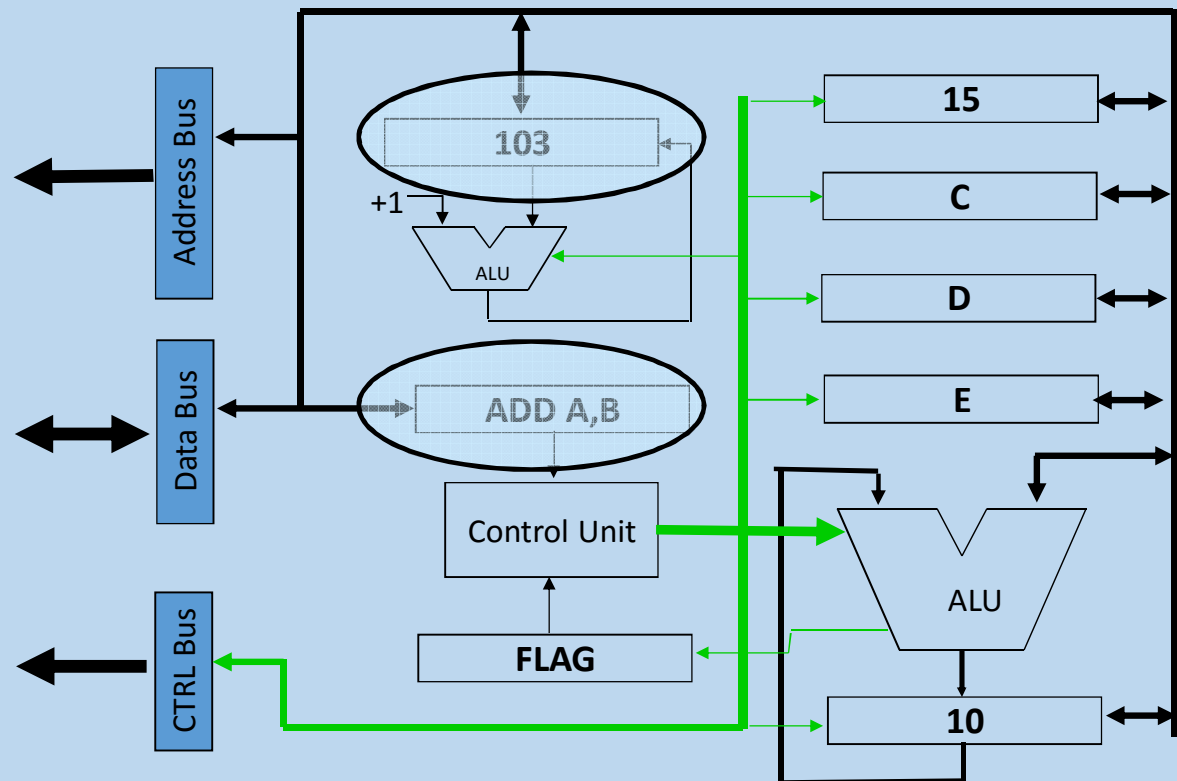 Address Bus
103
+1
ALU
15
C
D
E
Data Bus
ADD A,B
Control Unit
ALU
FLAG
CTRL Bus
10